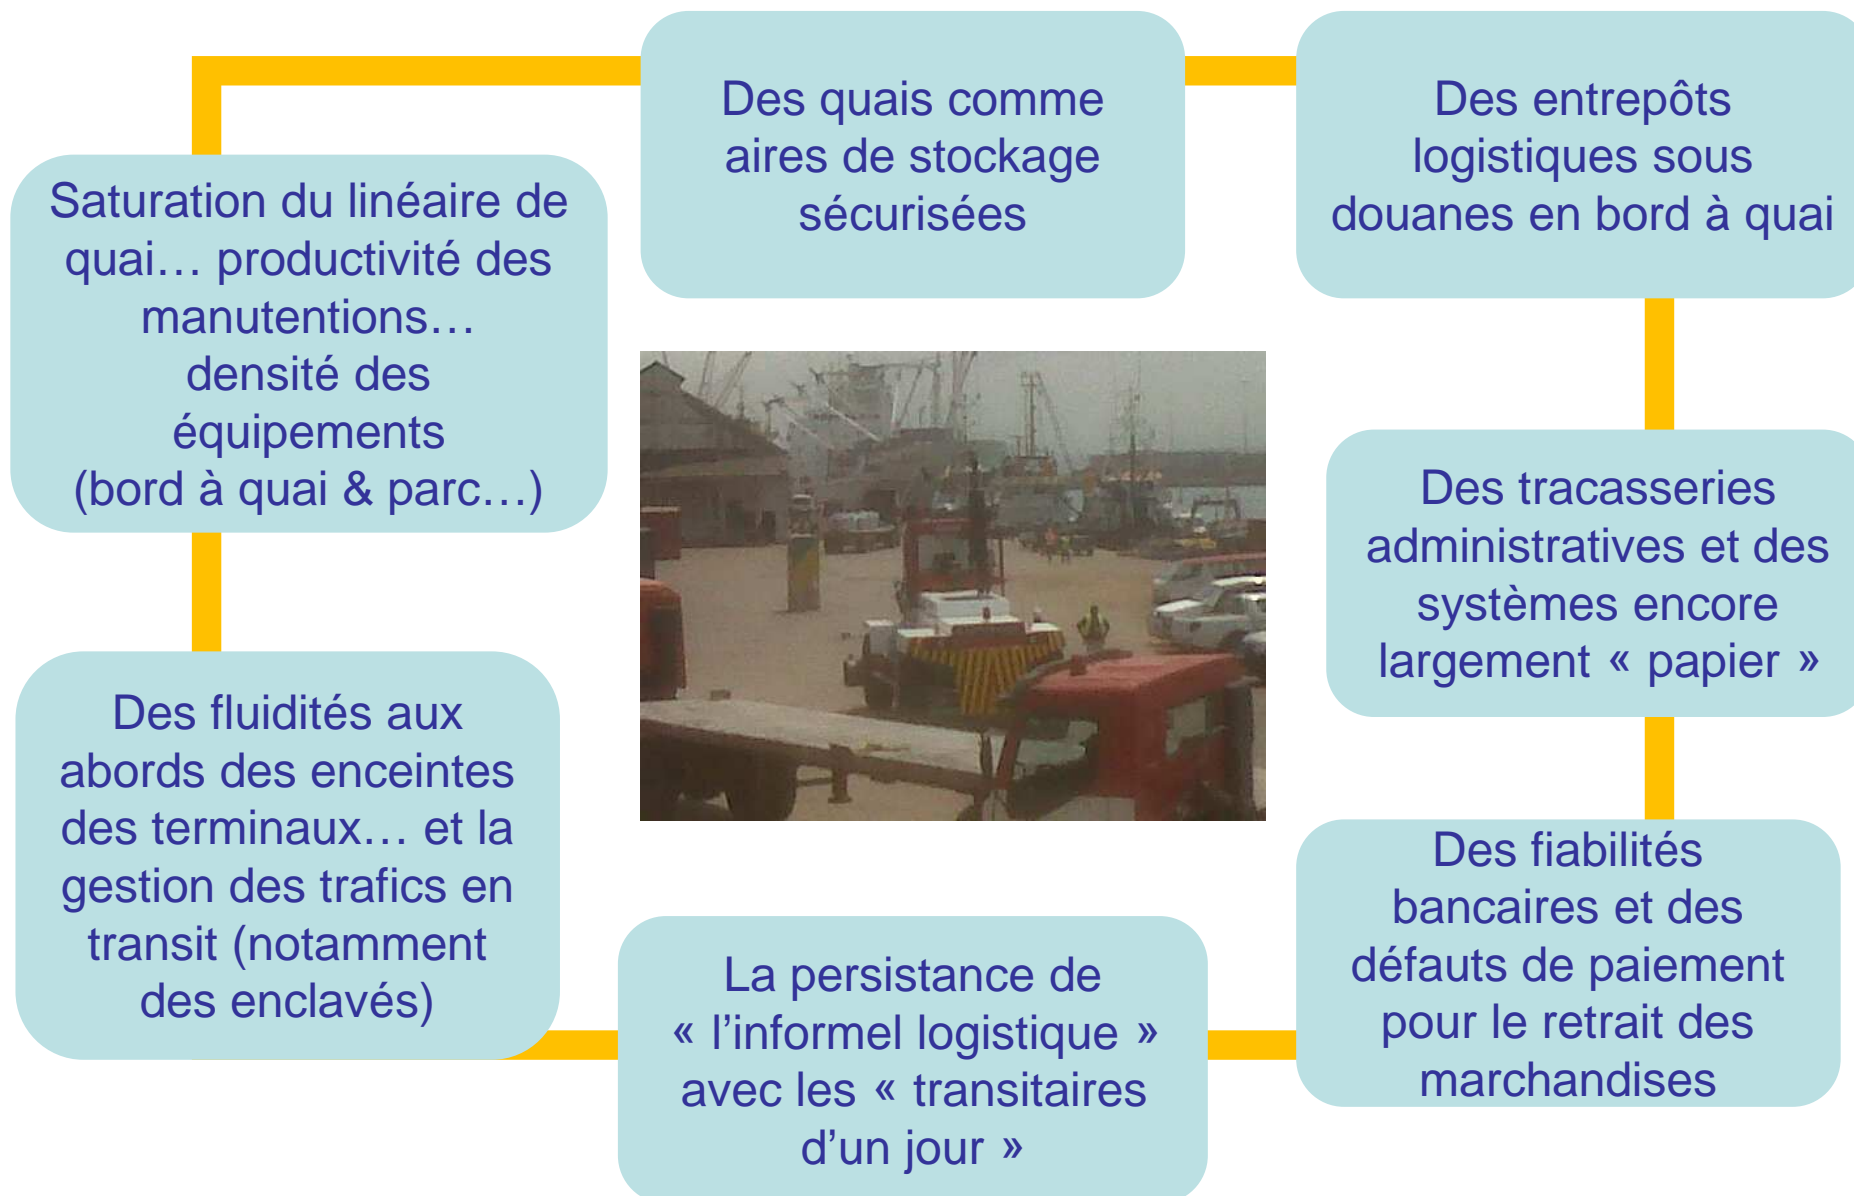 Des quais comme
aires de stockage
sécurisées
Des entrepôts
logistiques sous
douanes en bord à quai
Saturation du linéaire de
quai… productivité des
manutentions…
densité des
équipements
(bord à quai & parc…)
Des tracasseries
administratives et des
systèmes encore
largement « papier »
Des fluidités aux
abords des enceintes
des terminaux… et la
gestion des trafics en
transit (notamment
des enclavés)
Des fiabilités
bancaires et des
défauts de paiement
pour le retrait des
marchandises
La persistance de
« l’informel logistique »
avec les « transitaires
d’un jour »